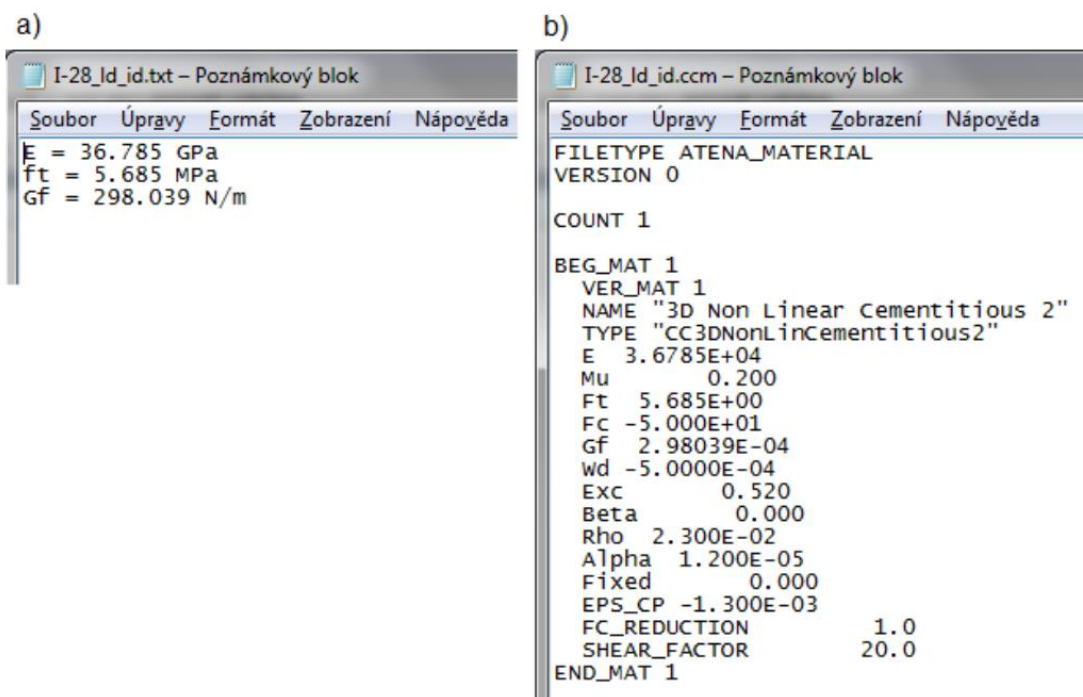 a)
I-28_ld_id.txt – Poznámkový blok
Soubor Úpravy Formát Zobrazení Nápověda
E = 36.785 GPa
ft = 5.685 MPa
Gf = 298.039 N/m
b)
I-28_ld_id.ccm – Poznámkový blok
Soubor Úpravy Formát Zobrazení Nápověda
FILETYPE ATENA_MATERIAL
VERSION 0
COUNT 1
BEG_MAT 1
VER_MAT 1
NAME "3D Non Linear Cementitious 2"
TYPE "CC3DNonLinCementitious2"
E 3.6785E+04
Mu 0.200
Ft 5.685E+00
Fc -5.000E+01
Gf 2.98039E-04
Wd -5.0000E-04
Exc 0.520
Beta 0.000
Rho 2.300E-02
Alpha 1.200E-05
Fixed 0.000
EPS_CP -1.300E-03
FC_REDUCTION 1.0
SHEAR_FACTOR 20.0
END_MAT 1